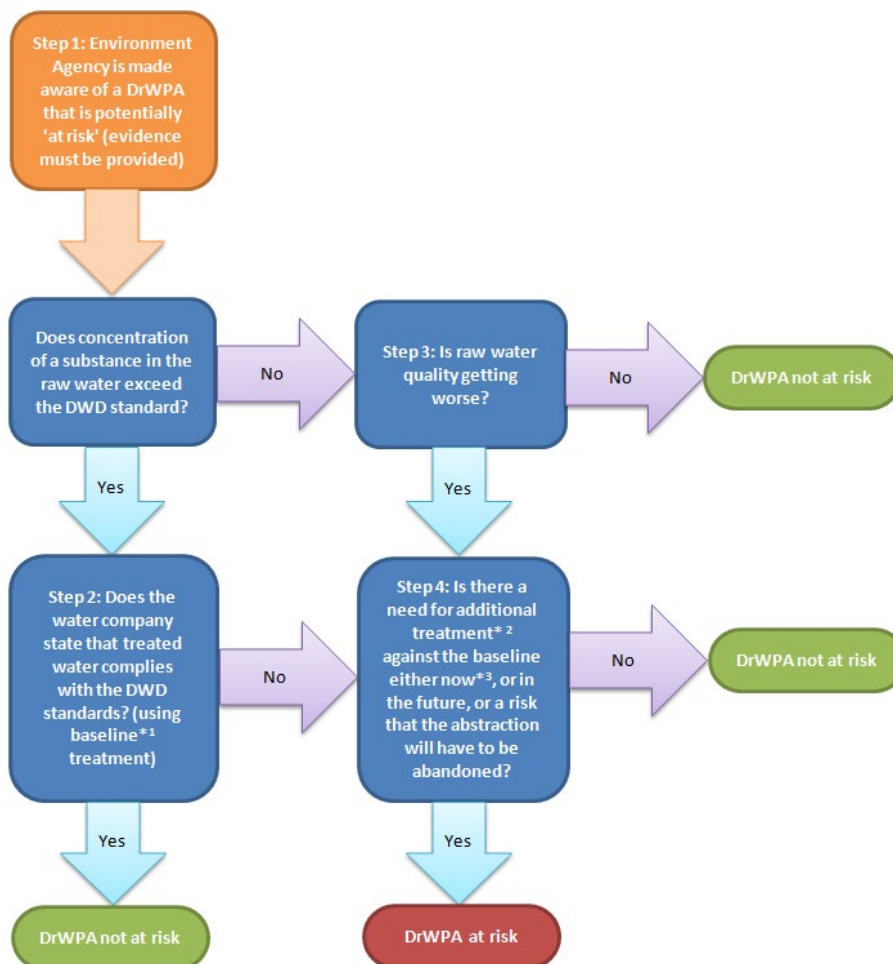 Step 1: Environment
Agency is made
aware of a DrWPA
that is potentially
'at risk' (evidence
must be provided)
Does concentration
of a substance in the
raw water exceed
the DWD standard?
No
Step 3: Is raw water
quality getting
worse?
No
DrWPA not at risk
Yes
Yes
Step 2: Does the
water company
state that treated
water complies
with the DWD
standards? (using
baseline*1
treatment)
No
Step 4: Is there a
need for additional
treatment* 2
against the baseline
either now*3, or in
the future, or a risk
that the abstraction
will have to be
abandoned?
No
DrWPA not at risk
Yes
Yes
DrWPA not at risk
DrWPA at risk